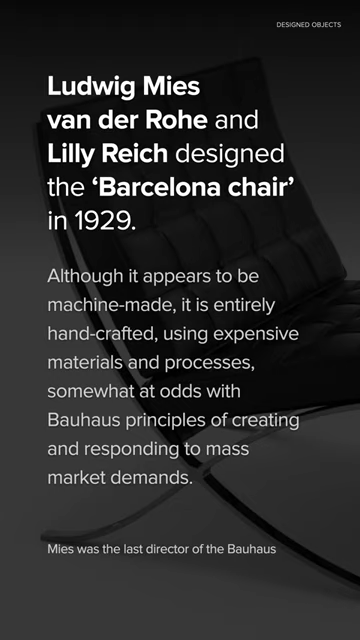 DESIGNED OBJECTS
Ludwig Mies
van der Rohe and
Lilly Reich designed
the ‘Barcelona chair’
in 1929.
Although it appears to be
machine-made, it is entirely
hand-crafted, using expensive
materials and processes,
somewhat at odds with
Bauhaus principles of creating
and responding to mass
market demands.
Mies was the last director of the Bauhaus